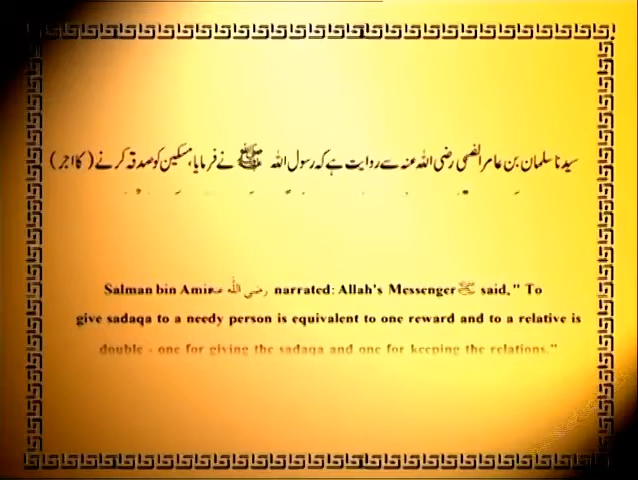 سیدنا سلمان بن عامر الضبی رضی اللہ عنہ سے روایت ہے کہ رسول اللہ ﷺ نے فرمایا، مسکین کو صدقہ کرنے (کا اجر)
Salman bin Amir رضي الله عنه narrated: Allah's Messenger ﷺ said, " To
give sadaqa to a needy person is equivalent to one reward and to a relative is
double - one for giving the sadaqa and one for keeping the relations."